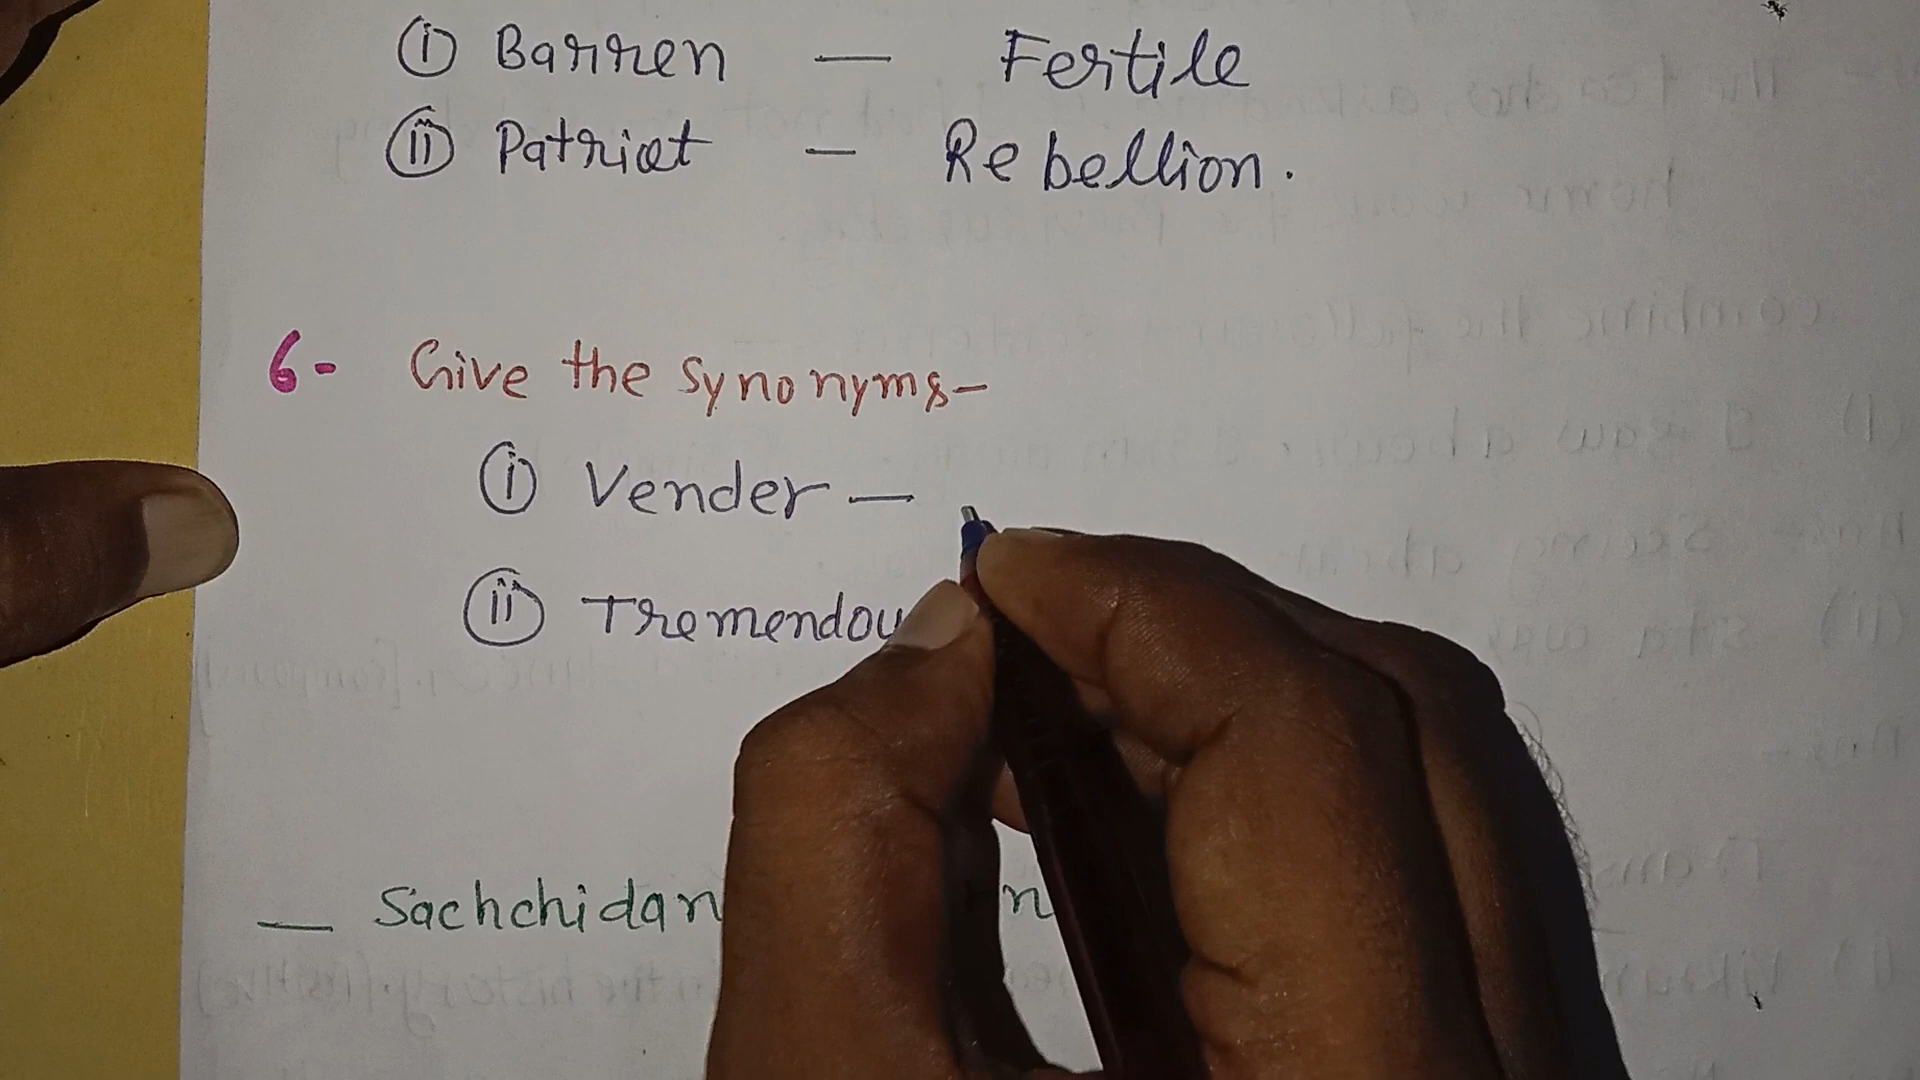 (i) Barren — Fertile
(ii) Patriot — Rebellion.
6- Give the synonyms-
(i) Vender —
(ii) Tremendou
— Sachchidan n